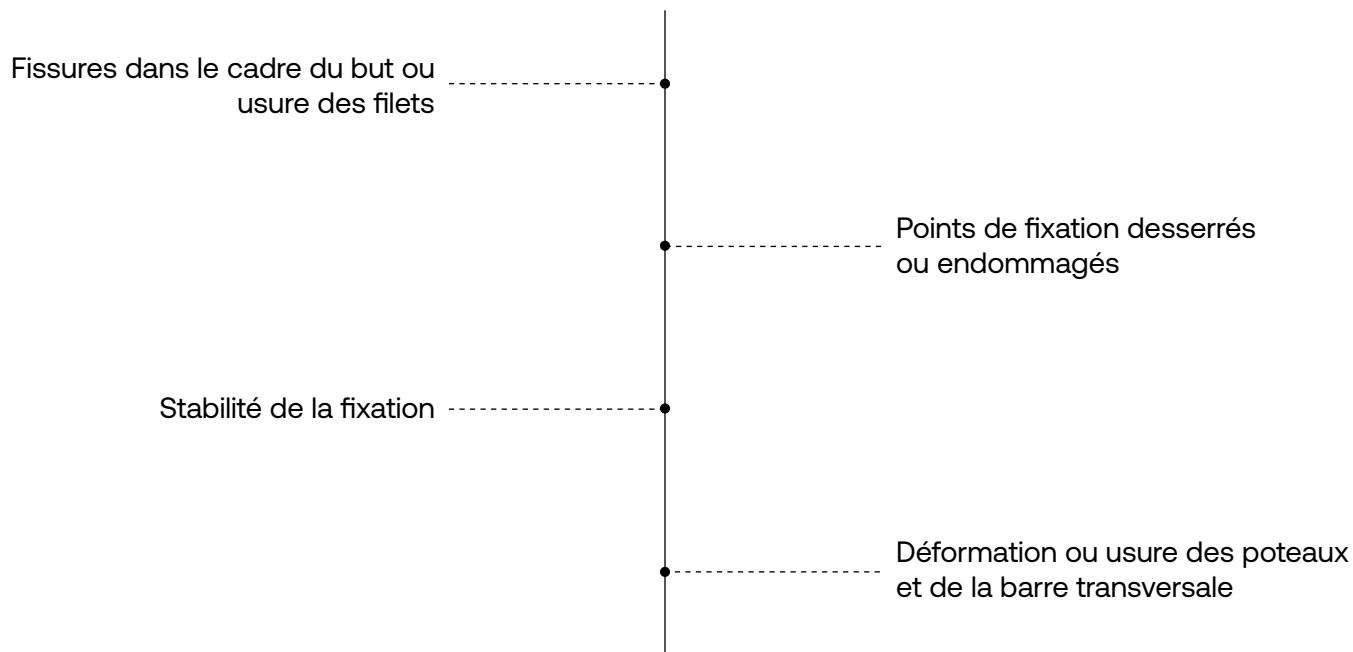 Fissures dans le cadre du but ou
usure des filets
Points de fixation desserrés
ou endommagés
Stabilité de la fixation
Déformation ou usure des poteaux
et de la barre transversale